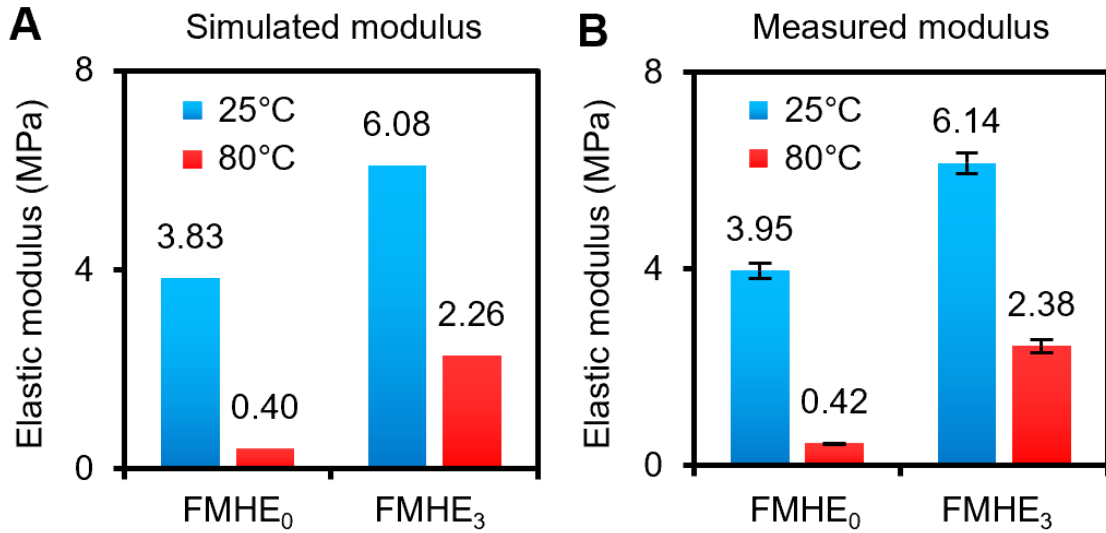 A
Simulated modulus
Elastic modulus (MPa)
8
4
0
25°C
80°C
3.83
0.40
6.08
2.26
FMHE₀
FMHE₃
B
Measured modulus
Elastic modulus (MPa)
8
4
0
25°C
80°C
3.95
0.42
6.14
2.38
FMHE₀
FMHE₃